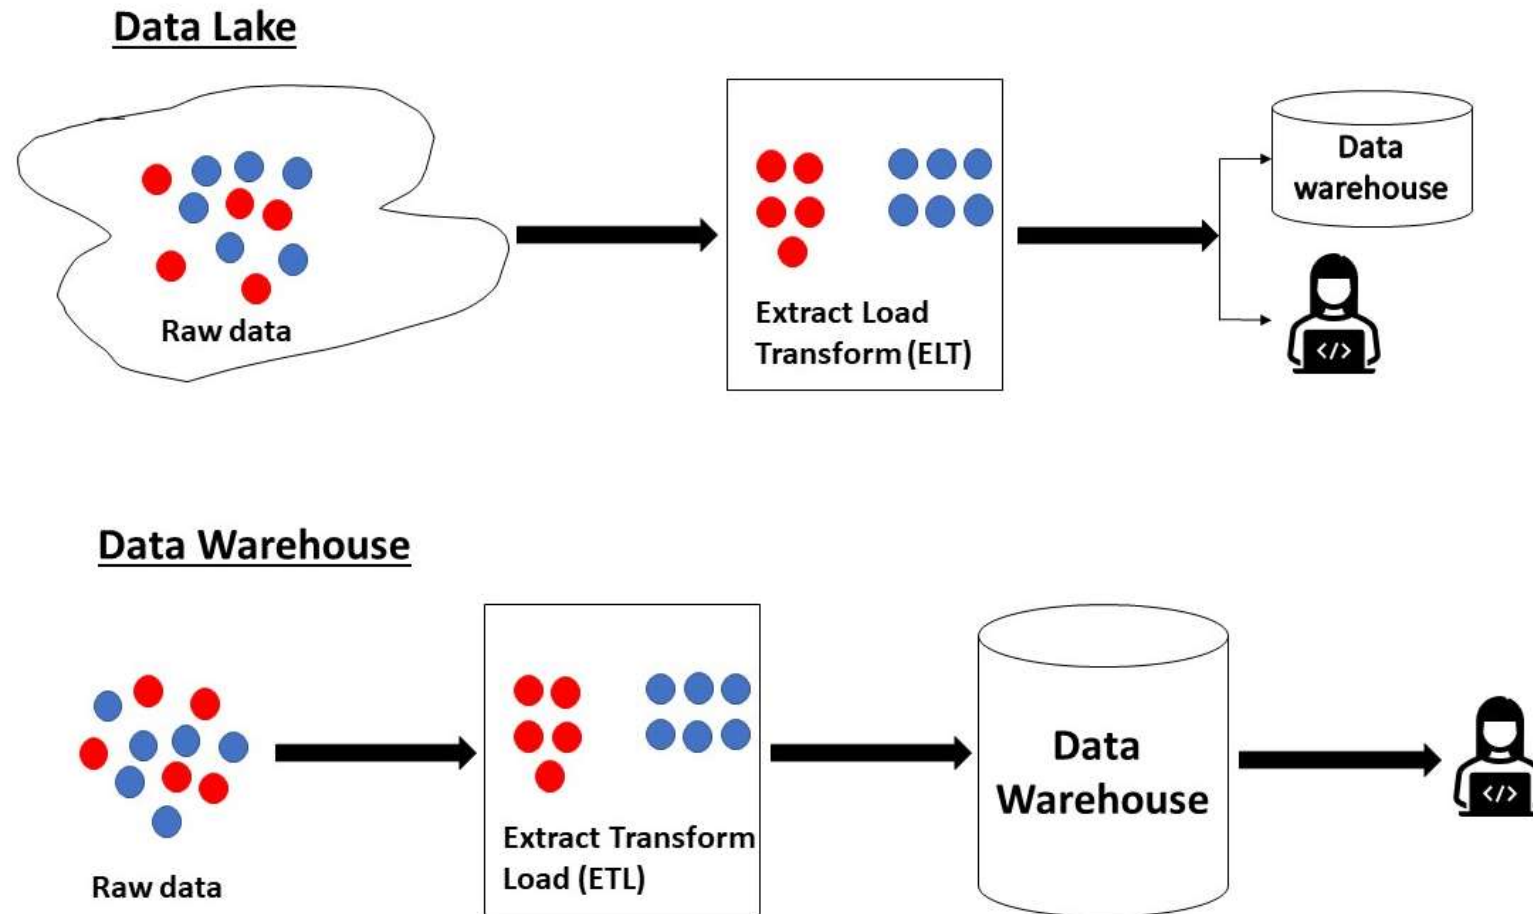 Data Lake
Raw data
Extract Load
Transform (ELT)
Data
warehouse
</>
Data Warehouse
Raw data
Extract Transform
Load (ETL)
Data
Warehouse
</>